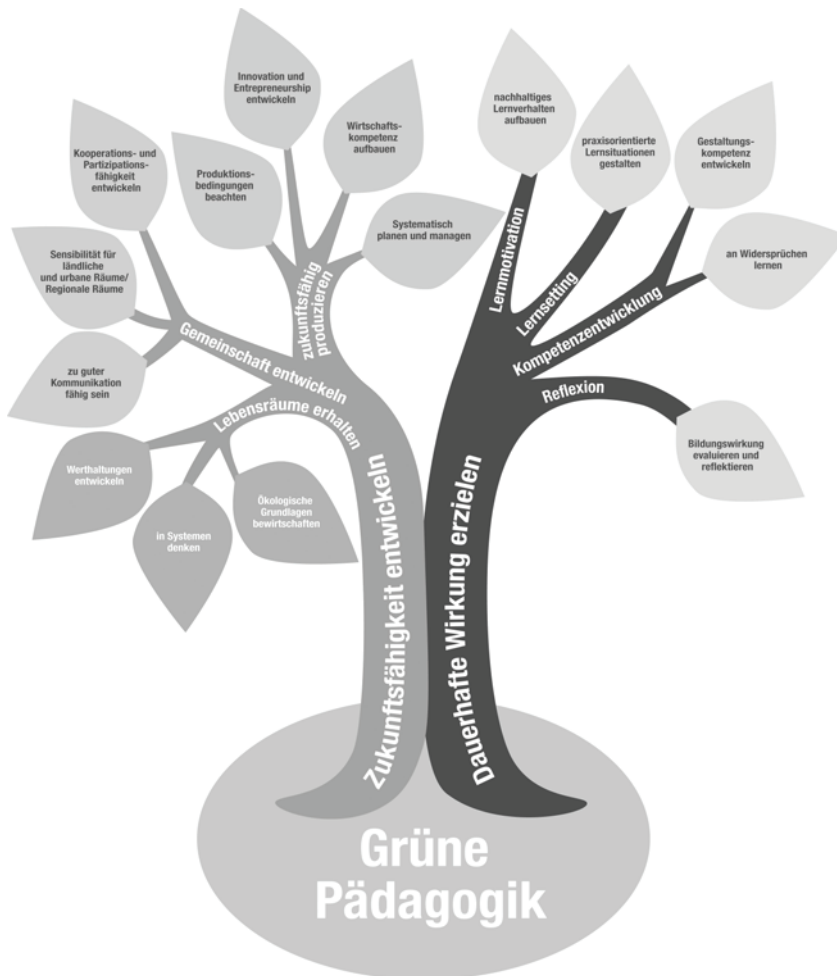 Innovation und
Entrepreneurship
entwickeln
Wirtschafts-
kompetenz
aufbauen
Kooperations- und
Partizipations-
fähigkeit
entwickeln
Produktions-
bedingungen
beachten
Systematisch
planen und managen
Sensibilität für
ländliche
und urbane Räume/
Regionale Räume
zu guter
Kommunikation
fähig sein
Werthaltungen
entwickeln
in Systemen
denken
Ökologische
Grundlagen
bewirtschaften
zukunftsfähig
produzieren
Gemeinschaft entwickeln
Lebensräume erhalten
Zukunftsfähigkeit entwickeln
nachhaltiges
Lernverhalten
aufbauen
praxisorientierte
Lernsituationen
gestalten
Gestaltungs-
kompetenz
entwickeln
an Widersprüchen
lernen
Bildungswirkung
evaluieren und
reflektieren
Lernmotivation
Lernsetting
Kompetenzentwicklung
Reflexion
Dauerhafte Wirkung erzielen
Grüne
Pädagogik